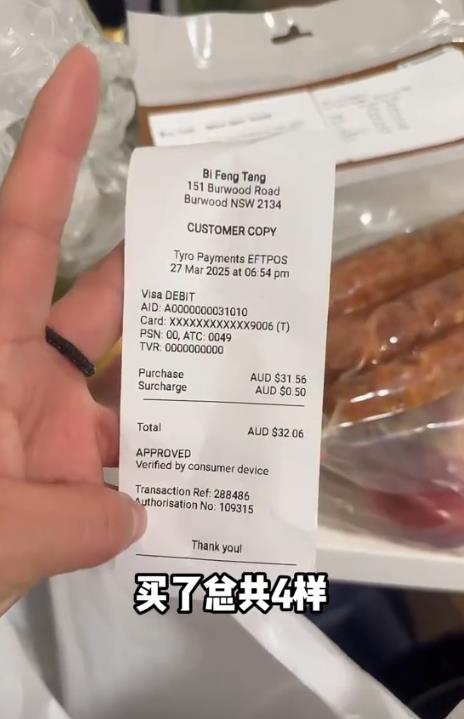 Bi Feng Tang
151 Burwood Road
Burwood NSW 2134
CUSTOMER COPY
Tyro Payments EFTPOS
27 Mar 2025 at 06:54 pm
Visa DEBIT
AID: A0000000031010
Card: XXXXXXXXXXXX9006 (T)
PSN: 00, ATC: 0049
TVR: 0000000000
Purchase AUD $31.56
Surcharge AUD $0.50
Total AUD $32.06
APPROVED
Verified by consumer device
Transaction Ref: 288486
Authorisation No: 109315
Thank you!
买了总共4样